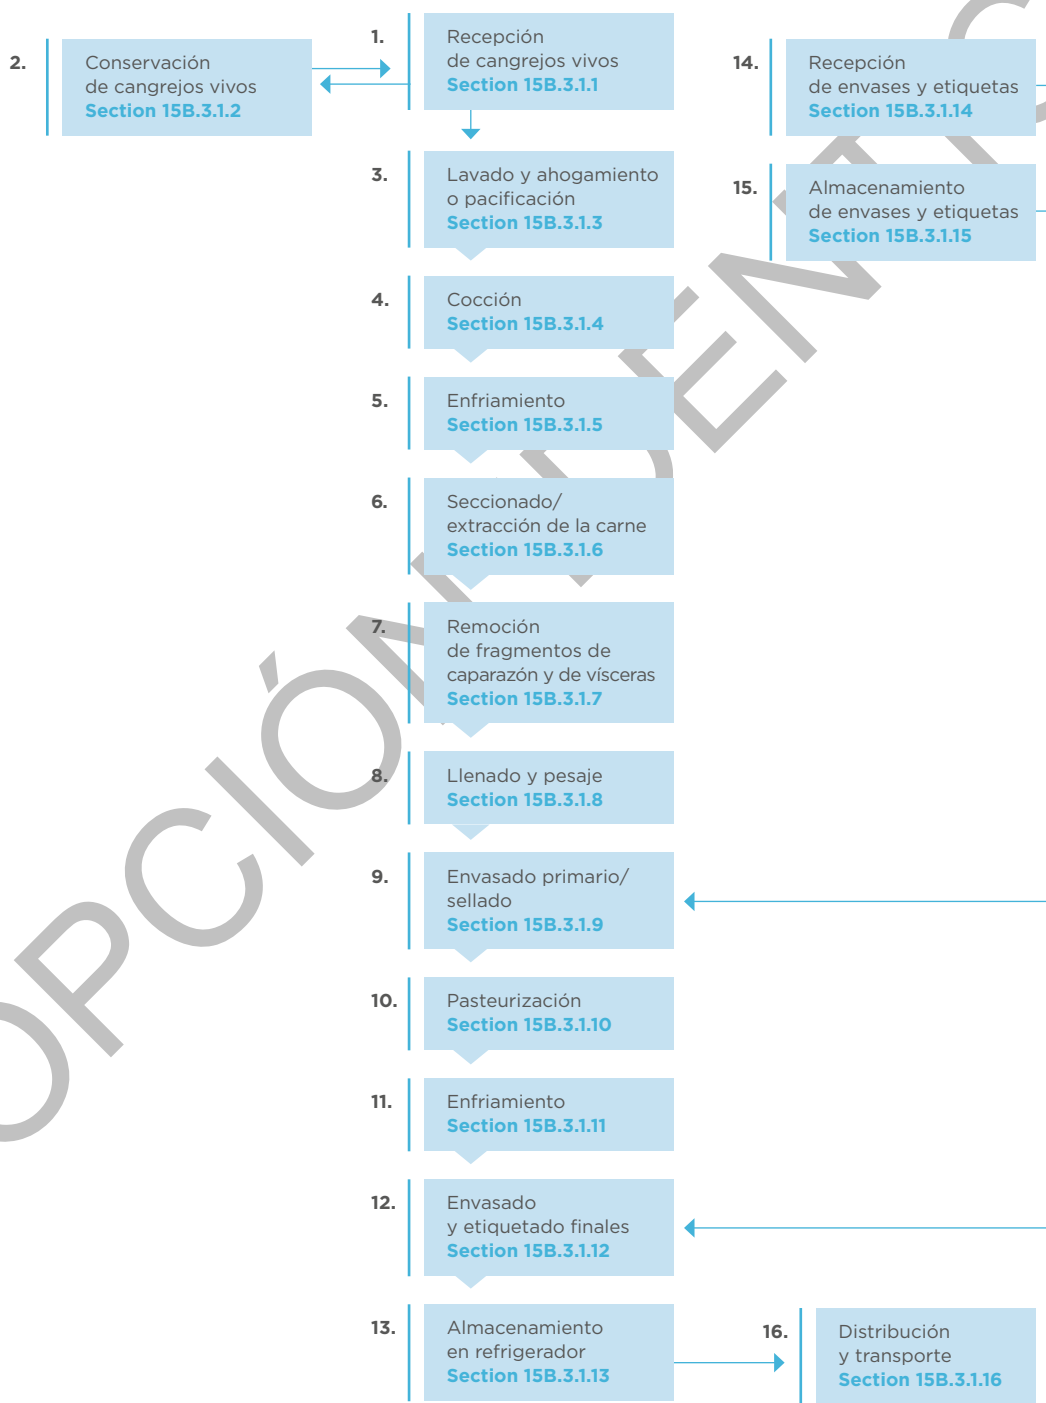 1.
Recepción
de cangrejos vivos
Section 15B.3.1.1
2.
Conservación
de cangrejos vivos
Section 15B.3.1.2
14.
Recepción
de envases y etiquetas
Section 15B.3.1.14
3.
Lavado y ahogamiento
o pacificación
Section 15B.3.1.3
15.
Almacenamiento
de envases y etiquetas
Section 15B.3.1.15
4.
Cocción
Section 15B.3.1.4
5.
Enfriamiento
Section 15B.3.1.5
6.
Seccionado/
extracción de la carne
Section 15B.3.1.6
7.
Remoción
de fragmentos de
caparazón y de vísceras
Section 15B.3.1.7
8.
Llenado y pesaje
Section 15B.3.1.8
9.
Envasado primario/
sellado
Section 15B.3.1.9
10.
Pasteurización
Section 15B.3.1.10
11.
Enfriamiento
Section 15B.3.1.11
12.
Envasado
y etiquetado finales
Section 15B.3.1.12
13.
Almacenamiento
en refrigerador
Section 15B.3.1.13
16.
Distribución
y transporte
Section 15B.3.1.16